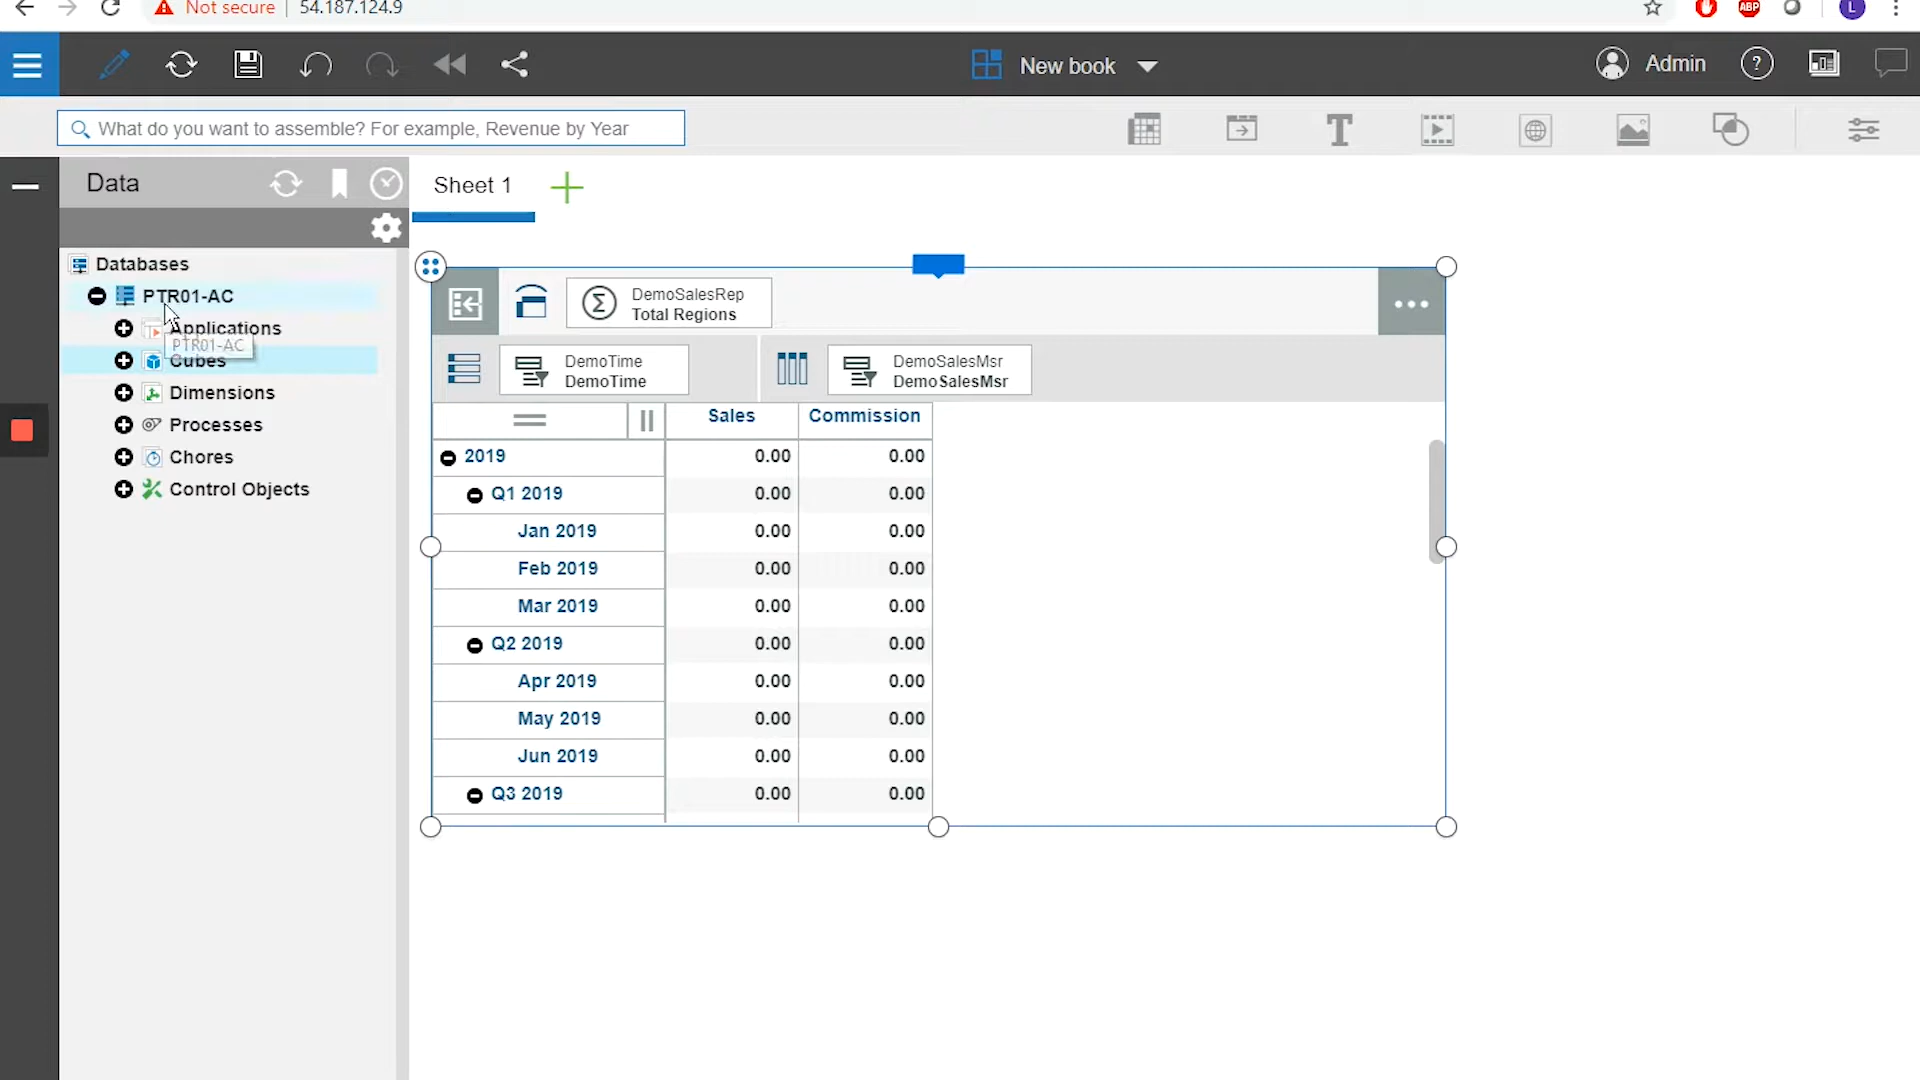 Not secure | 54.187.124.9
ABP
L
New book
Admin
?
What do you want to assemble? For example, Revenue by Year
T
Data
Sheet 1
Databases
PTR01-AC
Applications
PTR01-AC
Cubes
Dimensions
Processes
Chores
Control Objects
DemoSalesRep
Total Regions
DemoTime
DemoTime
DemoSalesMsr
DemoSalesMsr
Sales Commission
2019 0.00 0.00
Q1 2019 0.00 0.00
Jan 2019 0.00 0.00
Feb 2019 0.00 0.00
Mar 2019 0.00 0.00
Q2 2019 0.00 0.00
Apr 2019 0.00 0.00
May 2019 0.00 0.00
Jun 2019 0.00 0.00
Q3 2019 0.00 0.00